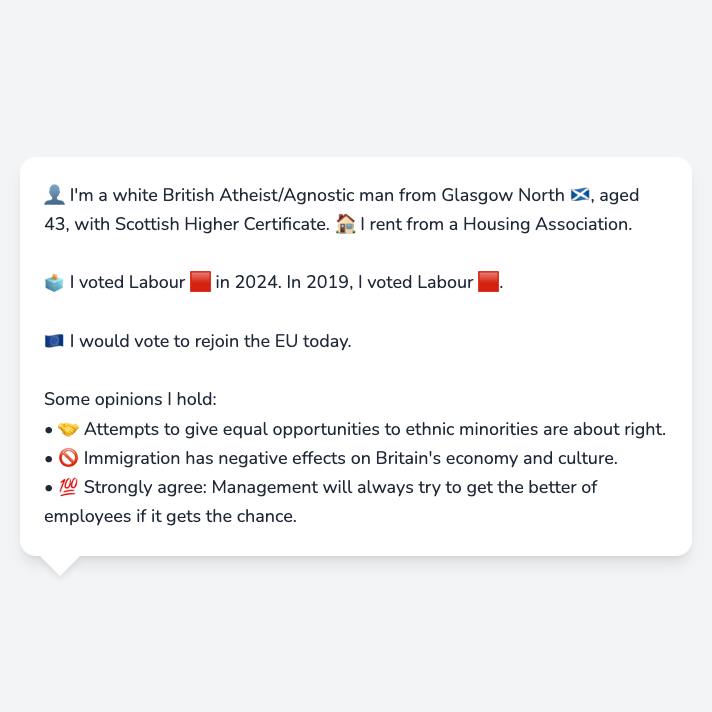 👤 I'm a white British Atheist/Agnostic man from Glasgow North 🏴󠁧󠁢󠁳󠁣󠁴󠁿, aged
43, with Scottish Higher Certificate. 🏠 I rent from a Housing Association.
🗳️ I voted Labour 🟥 in 2024. In 2019, I voted Labour 🟥.
🇪🇺 I would vote to rejoin the EU today.
Some opinions I hold:
• 🤝 Attempts to give equal opportunities to ethnic minorities are about right.
• 🚫 Immigration has negative effects on Britain's economy and culture.
• 💯 Strongly agree: Management will always try to get the better of
employees if it gets the chance.